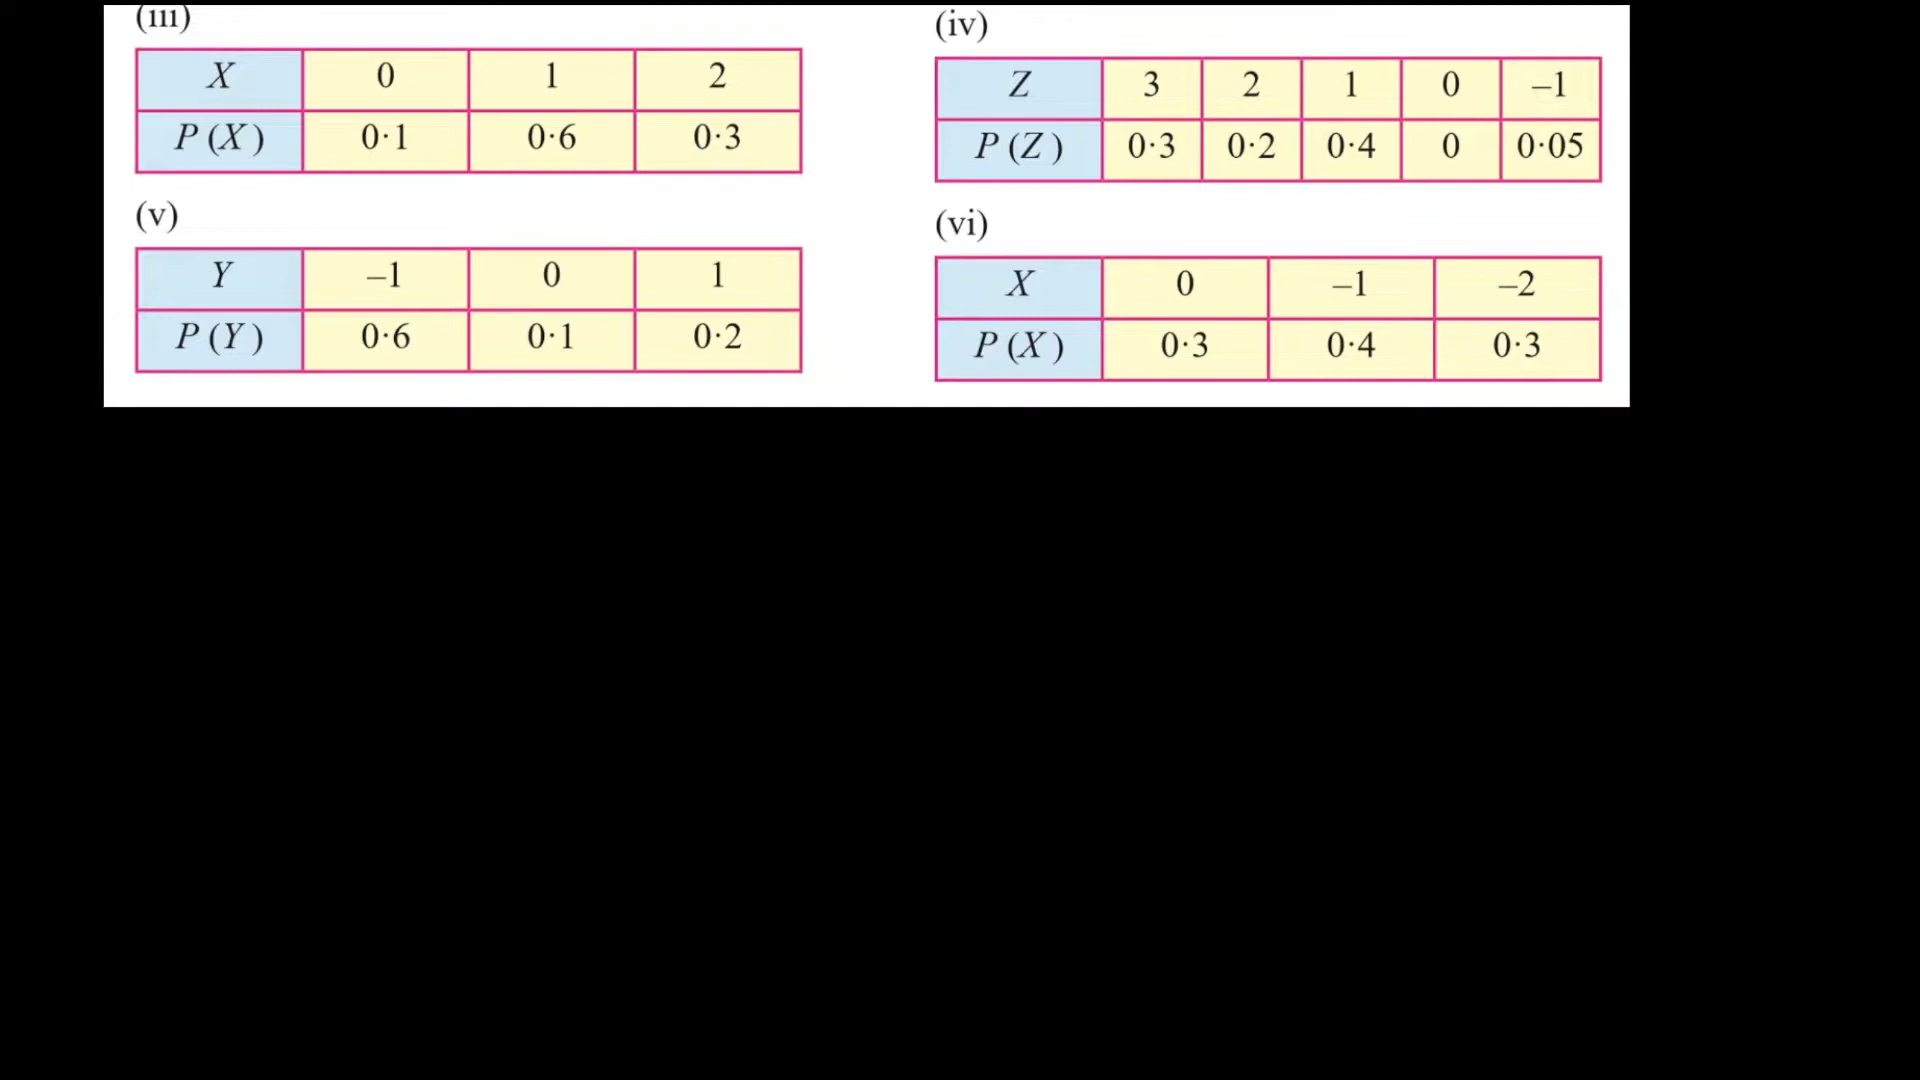 (iii)
X 0 1 2
P (X) 0·1 0·6 0·3
(iv)
Z 3 2 1 0 –1
P (Z) 0·3 0·2 0·4 0 0·05
(v)
Y –1 0 1
P (Y) 0·6 0·1 0·2
(vi)
X 0 –1 –2
P (X) 0·3 0·4 0·3